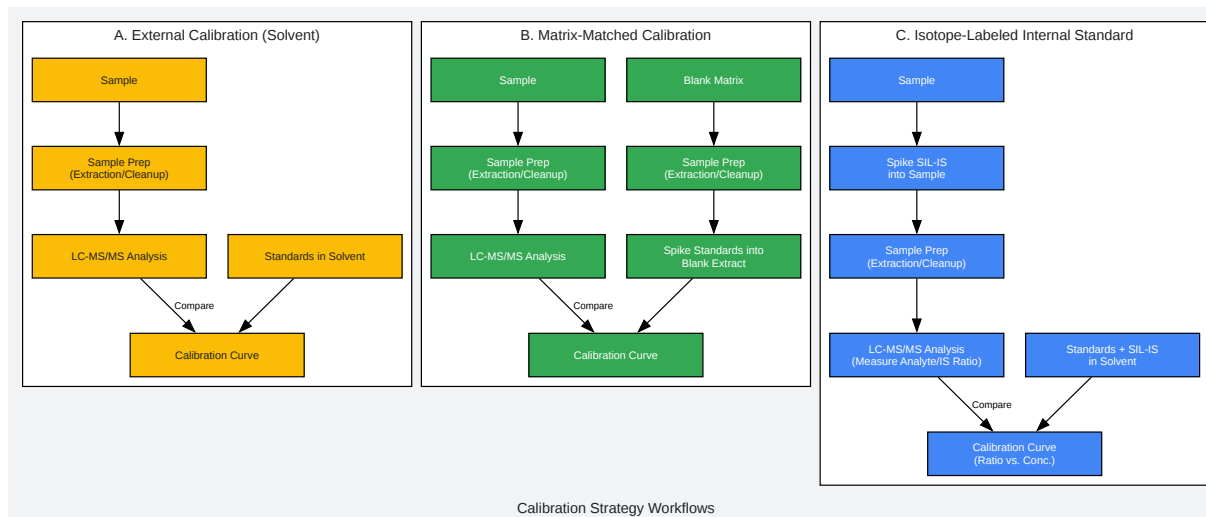 A. External Calibration (Solvent)
Sample
Sample Prep
(Extraction/Cleanup)
LC-MS/MS Analysis
Standards in Solvent
Compare
Calibration Curve
B. Matrix-Matched Calibration
Sample
Blank Matrix
Sample Prep
(Extraction/Cleanup)
Sample Prep
(Extraction/Cleanup)
LC-MS/MS Analysis
Spike Standards into
Blank Extract
Compare
Calibration Curve
C. Isotope-Labeled Internal Standard
Sample
Spike SIL-IS
into Sample
Sample Prep
(Extraction/Cleanup)
LC-MS/MS Analysis
(Measure Analyte/IS Ratio)
Standards + SIL-IS
in Solvent
Compare
Calibration Curve
(Ratio vs. Conc.)
Calibration Strategy Workflows